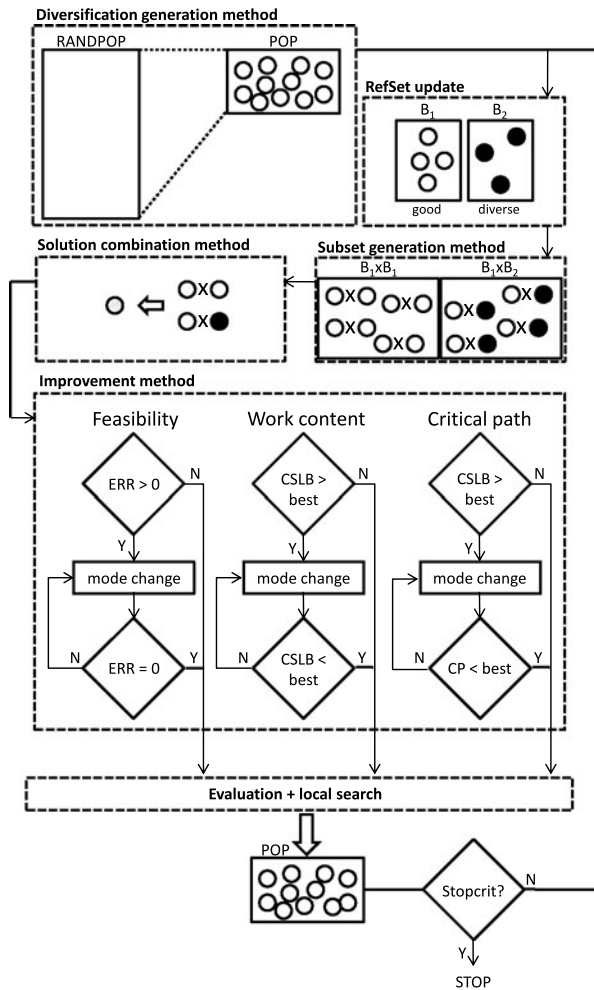 Diversification generation method
RANDPOP
POP
RefSet update
B1
B2
good
diverse
Solution combination method
Subset generation method
B1xB1
B1xB2
X
X
X
X
X
X
X
X
X
X
Improvement method
Feasibility
Work content
Critical path
ERR > 0
N
CSLB >
best
N
CSLB >
best
N
Y
Y
Y
mode change
mode change
mode change
N
ERR = 0
Y
N
CSLB <
best
Y
N
CP < best
Y
Evaluation + local search
POP
Stopcrit?
N
Y
STOP